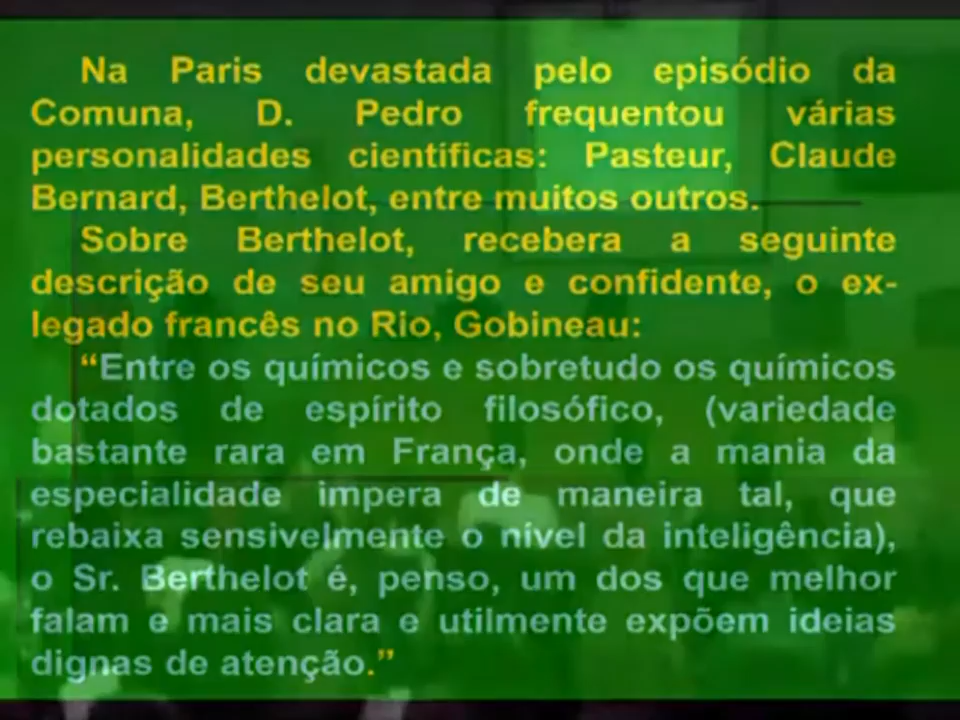 Na Paris devastada pelo episódio da
Comuna, D. Pedro frequentou várias
personalidades científicas: Pasteur, Claude
Bernard, Berthelot, entre muitos outros.
Sobre Berthelot, recebera a seguinte
descrição de seu amigo e confidente, o ex-
legado francês no Rio, Gobineau:
“Entre os químicos e sobretudo os químicos
dotados de espírito filosófico, (variedade
bastante rara em França, onde a mania da
especialidade impera de maneira tal, que
rebaixa sensivelmente o nível da inteligência),
o Sr. Berthelot é, penso, um dos que melhor
falam e mais clara e utilmente expõem ideias
dignas de atenção.”